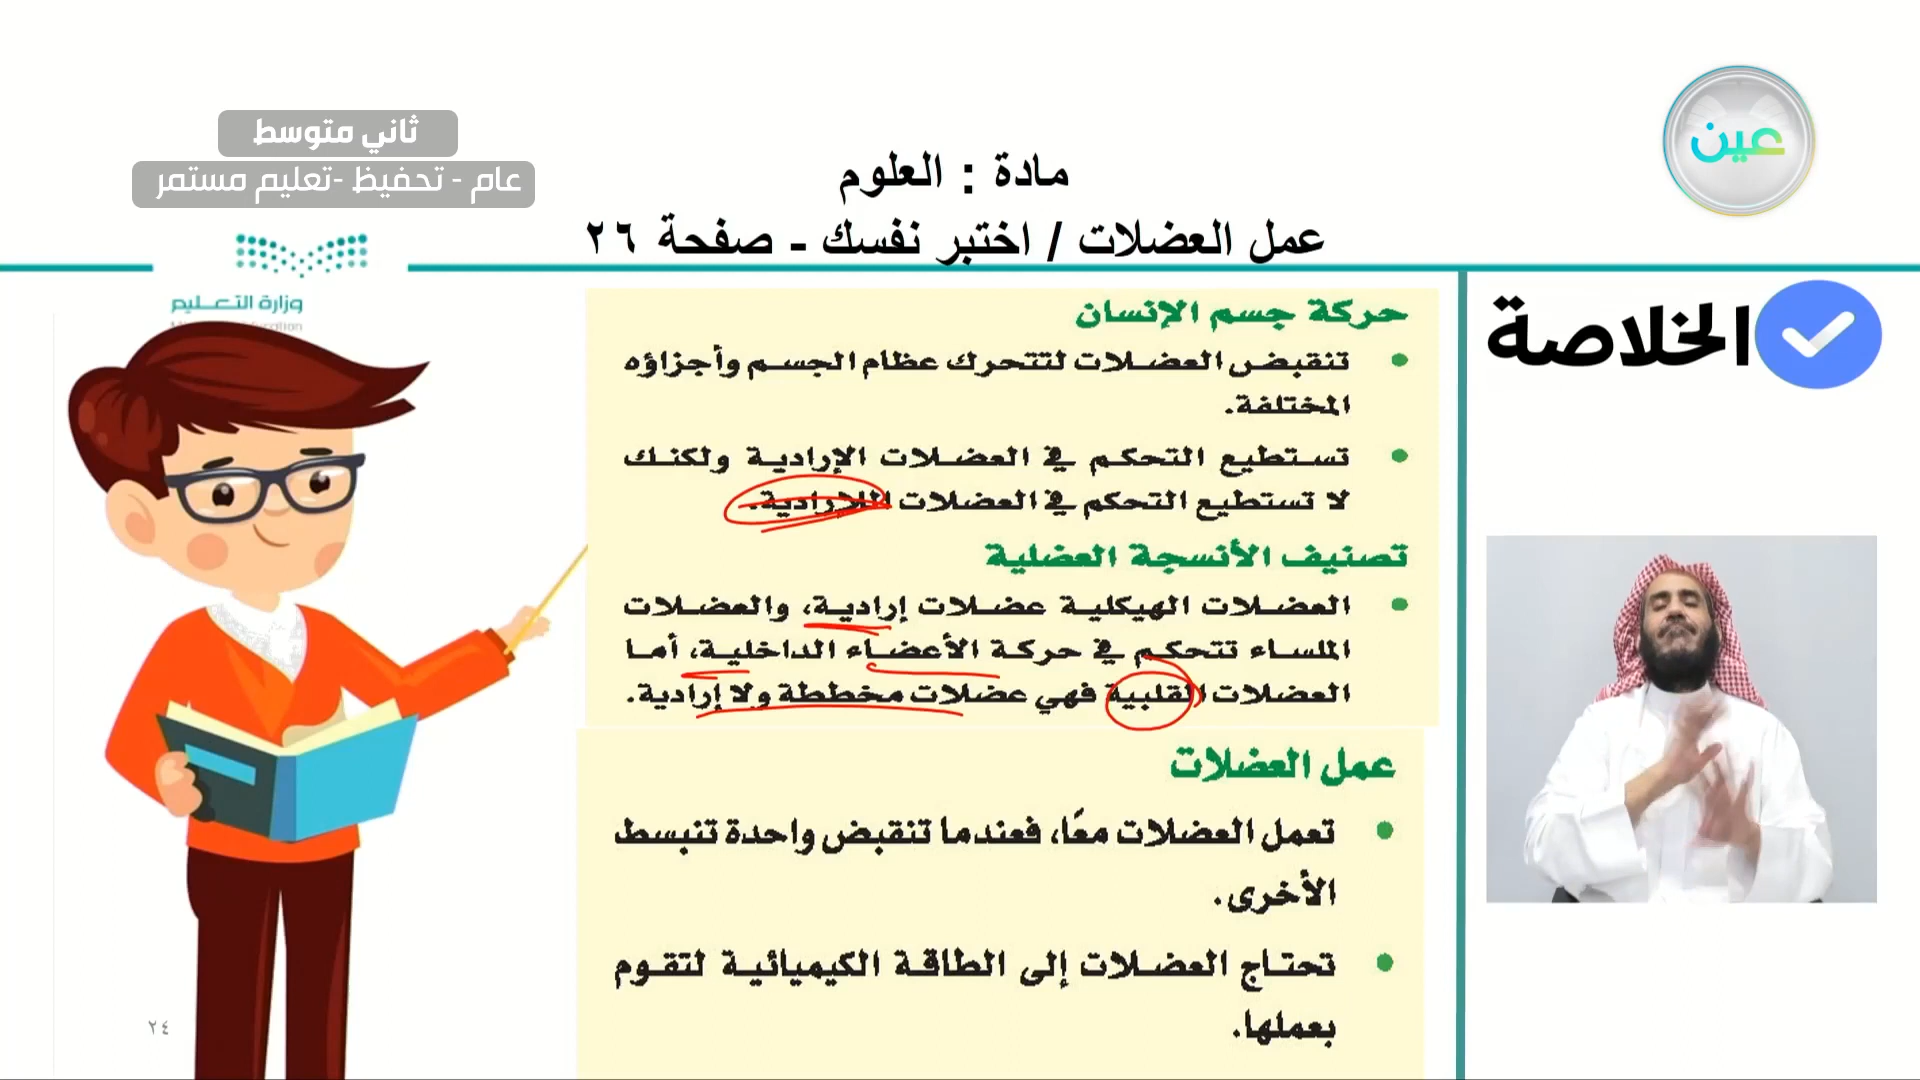 ثاني متوسط
عام - تحفيظ -تعليم مستمر
عين
مادة : العلوم
عمل العضلات / اختبر نفسك - صفحة ٢٦
وزارة التعليم
الخلاصة
حركة جسم الإنسان
تنقبض العضلات لتتحرك عظام الجسم وأجزاؤه
المختلفة.
تستطيع التحكم في العضلات الإرادية ولكنك
لا تستطيع التحكم في العضلات اللاإرادية.
تصنيف الأنسجة العضلية
العضلات الهيكلية عضلات إرادية، والعضلات
الملساء تتحكم في حركة الأعضاء الداخلية، أما
العضلات القلبية فهي عضلات مخططة ولا إرادية.
عمل العضلات
تعمل العضلات معًا، فعندما تنقبض واحدة تنبسط
الأخرى.
تحتاج العضلات إلى الطاقة الكيميائية لتقوم
بعملها.
٢٤